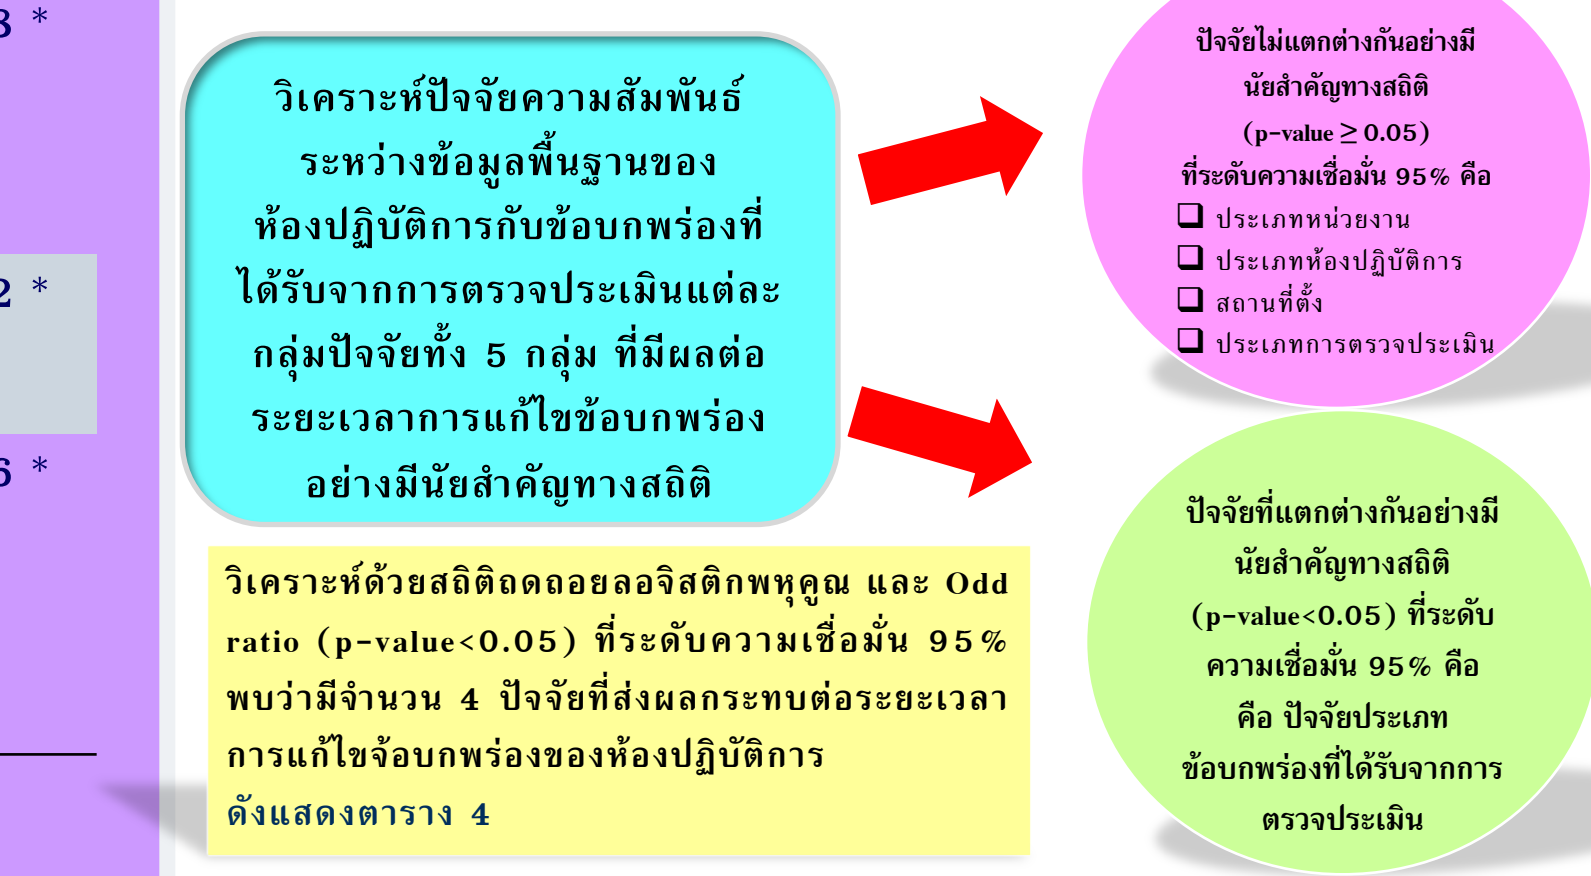 8 *
2 *
6 *
วิเคราะห์ปัจจัยความสัมพันธ์
ระหว่างข้อมูลพื้นฐานของ
ห้องปฏิบัติการกับข้อบกพร่องที่
ได้รับจากการตรวจประเมินแต่ละ
กลุ่มปัจจัยทั้ง 5 กลุ่ม ที่มีผลต่อ
ระยะเวลาการแก้ไขข้อบกพร่อง
อย่างมีนัยสำคัญทางสถิติ
วิเคราะห์ด้วยสถิติถดถอยลอจิสติกพหุคูณ และ Odd
ratio (p-value<0.05) ที่ระดับความเชื่อมั่น 95%
พบว่ามีจำนวน 4 ปัจจัยที่ส่งผลกระทบต่อระยะเวลา
การแก้ไขจ้อบกพร่องของห้องปฏิบัติการ
ดังแสดงตาราง 4
ปัจจัยไม่แตกต่างกันอย่างมี
นัยสำคัญทางสถิติ
(p-value ≥ 0.05)
ที่ระดับความเชื่อมั่น 95% คือ
❑ ประเภทหน่วยงาน
❑ ประเภทห้องปฏิบัติการ
❑ สถานที่ตั้ง
❑ ประเภทการตรวจประเมิน
ปัจจัยที่แตกต่างกันอย่างมี
นัยสำคัญทางสถิติ
(p-value<0.05) ที่ระดับ
ความเชื่อมั่น 95% คือ
คือ ปัจจัยประเภท
ข้อบกพร่องที่ได้รับจากการ
ตรวจประเมิน